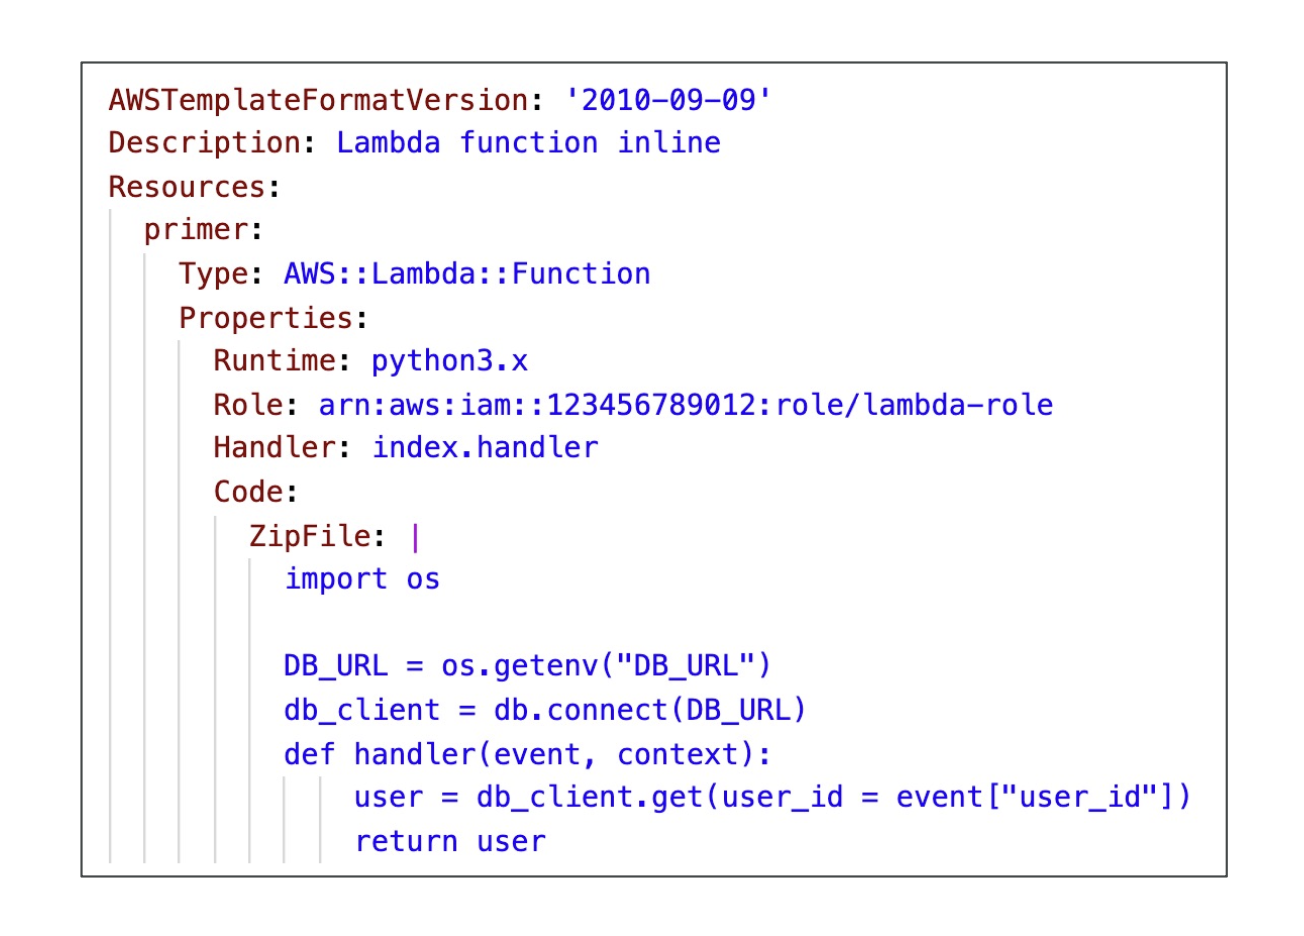 AWSTemplateFormatVersion: '2010-09-09'
Description: Lambda function inline
Resources:
  primer:
    Type: AWS::Lambda::Function
    Properties:
      Runtime: python3.x
      Role: arn:aws:iam::123456789012:role/lambda-role
      Handler: index.handler
      Code:
        ZipFile: |
          import os

          DB_URL = os.getenv("DB_URL")
          db_client = db.connect(DB_URL)
          def handler(event, context):
              user = db_client.get(user_id = event["user_id"])
              return user